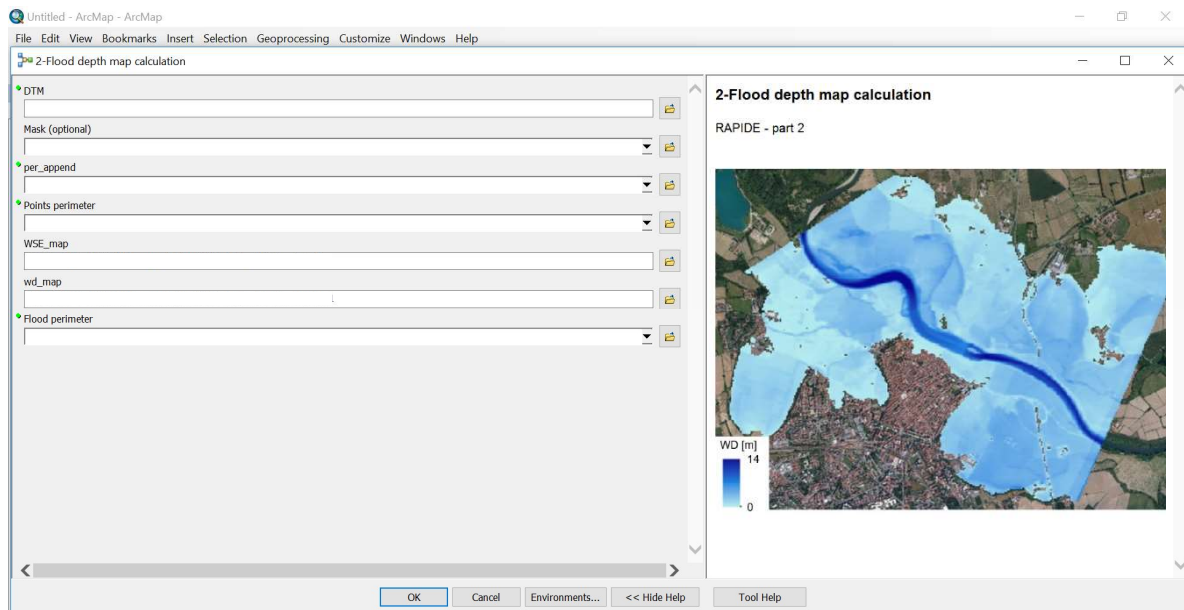 Untitled - ArcMap - ArcMap
File Edit View Bookmarks Insert Selection Geoprocessing Customize Windows Help
2-Flood depth map calculation
DTM
Mask (optional)
per_append
Points perimeter
WSE_map
wd_map
Flood perimeter
2-Flood depth map calculation
RAPIDE - part 2
WD [m]
14
0
OK Cancel Environments... << Hide Help Tool Help